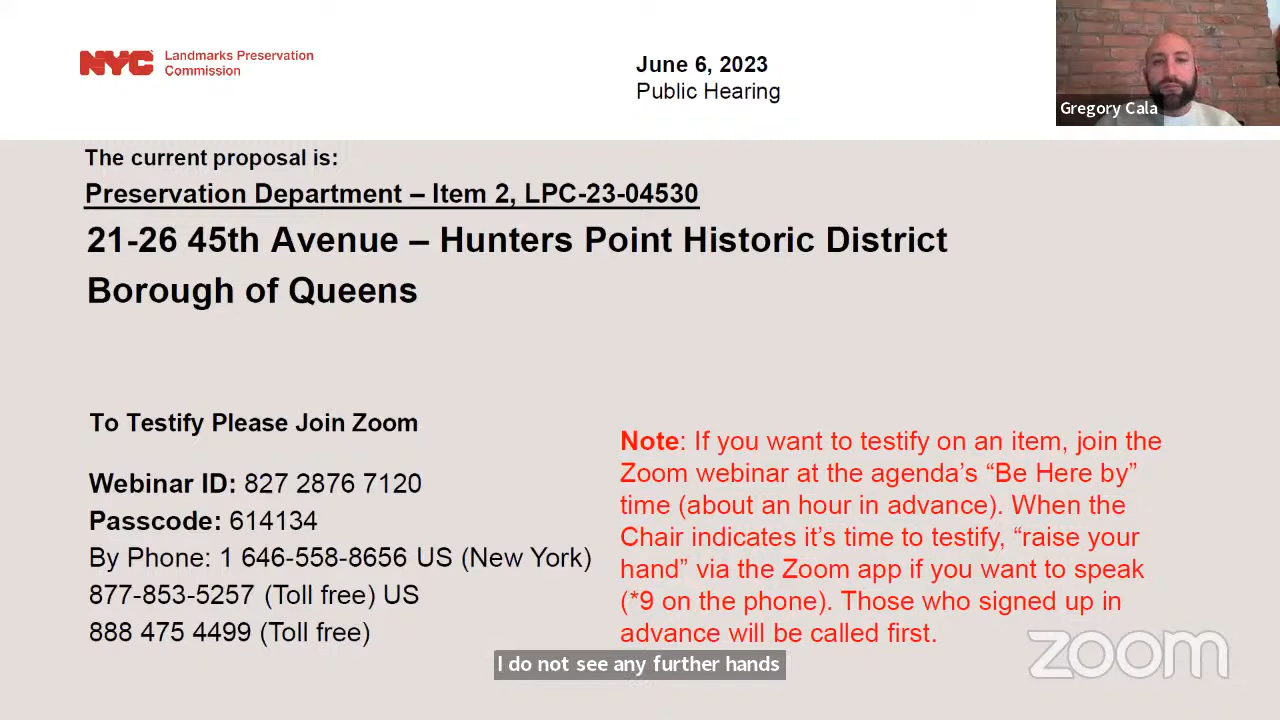 NYC
Landmarks Preservation
Commission
June 6, 2023
Public Hearing
Gregory Cala
The current proposal is:
Preservation Department – Item 2, LPC-23-04530
21-26 45th Avenue – Hunters Point Historic District
Borough of Queens
To Testify Please Join Zoom
Webinar ID: 827 2876 7120
Passcode: 614134
By Phone: 1 646-558-8656 US (New York)
877-853-5257 (Toll free) US
888 475 4499 (Toll free)
Note: If you want to testify on an item, join the
Zoom webinar at the agenda’s “Be Here by”
time (about an hour in advance). When the
Chair indicates it’s time to testify, “raise your
hand” via the Zoom app if you want to speak
(*9 on the phone). Those who signed up in
advance will be called first.
zoom
I do not see any further hands